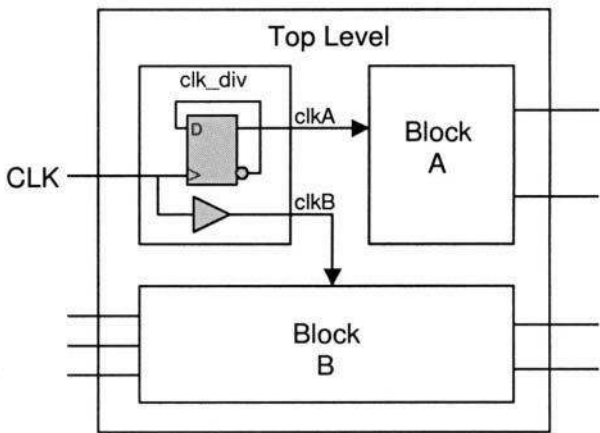 Top Level
clk_div
D
clkA
Block
A
CLK
clkB
Block
B